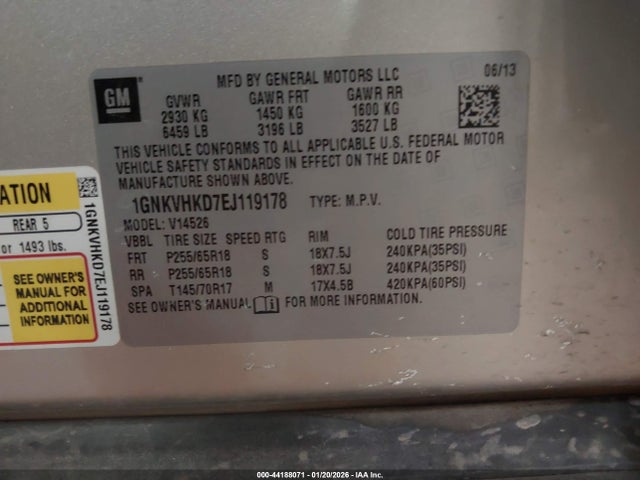 GM
MFD BY GENERAL MOTORS LLC 06/13
GVWR GAWR FRT GAWR RR
2930 KG 1450 KG 1600 KG
6459 LB 3196 LB 3527 LB
THIS VEHICLE CONFORMS TO ALL APPLICABLE U.S. FEDERAL MOTOR
VEHICLE SAFETY STANDARDS IN EFFECT ON THE DATE OF
MANUFACTURE SHOWN ABOVE.
1GNKVHKD7EJ119178 TYPE: M.P.V.
MODEL: V14526
VBBL TIRE SIZE SPEED RTG RIM COLD TIRE PRESSURE
FRT P255/65R18 S 18X7.5J 240KPA(35PSI)
RR P255/65R18 S 18X7.5J 240KPA(35PSI)
SPA T145/70R17 M 17X4.5B 420KPA(60PSI)
SEE OWNER'S MANUAL FOR MORE INFORMATION.
ATION
REAR 5
or 1493 lbs.
SEE OWNER'S
MANUAL FOR
ADDITIONAL
INFORMATION
1GNKVHKD7EJ119178
000-44188071 - 01/20/2026 - IAA Inc.